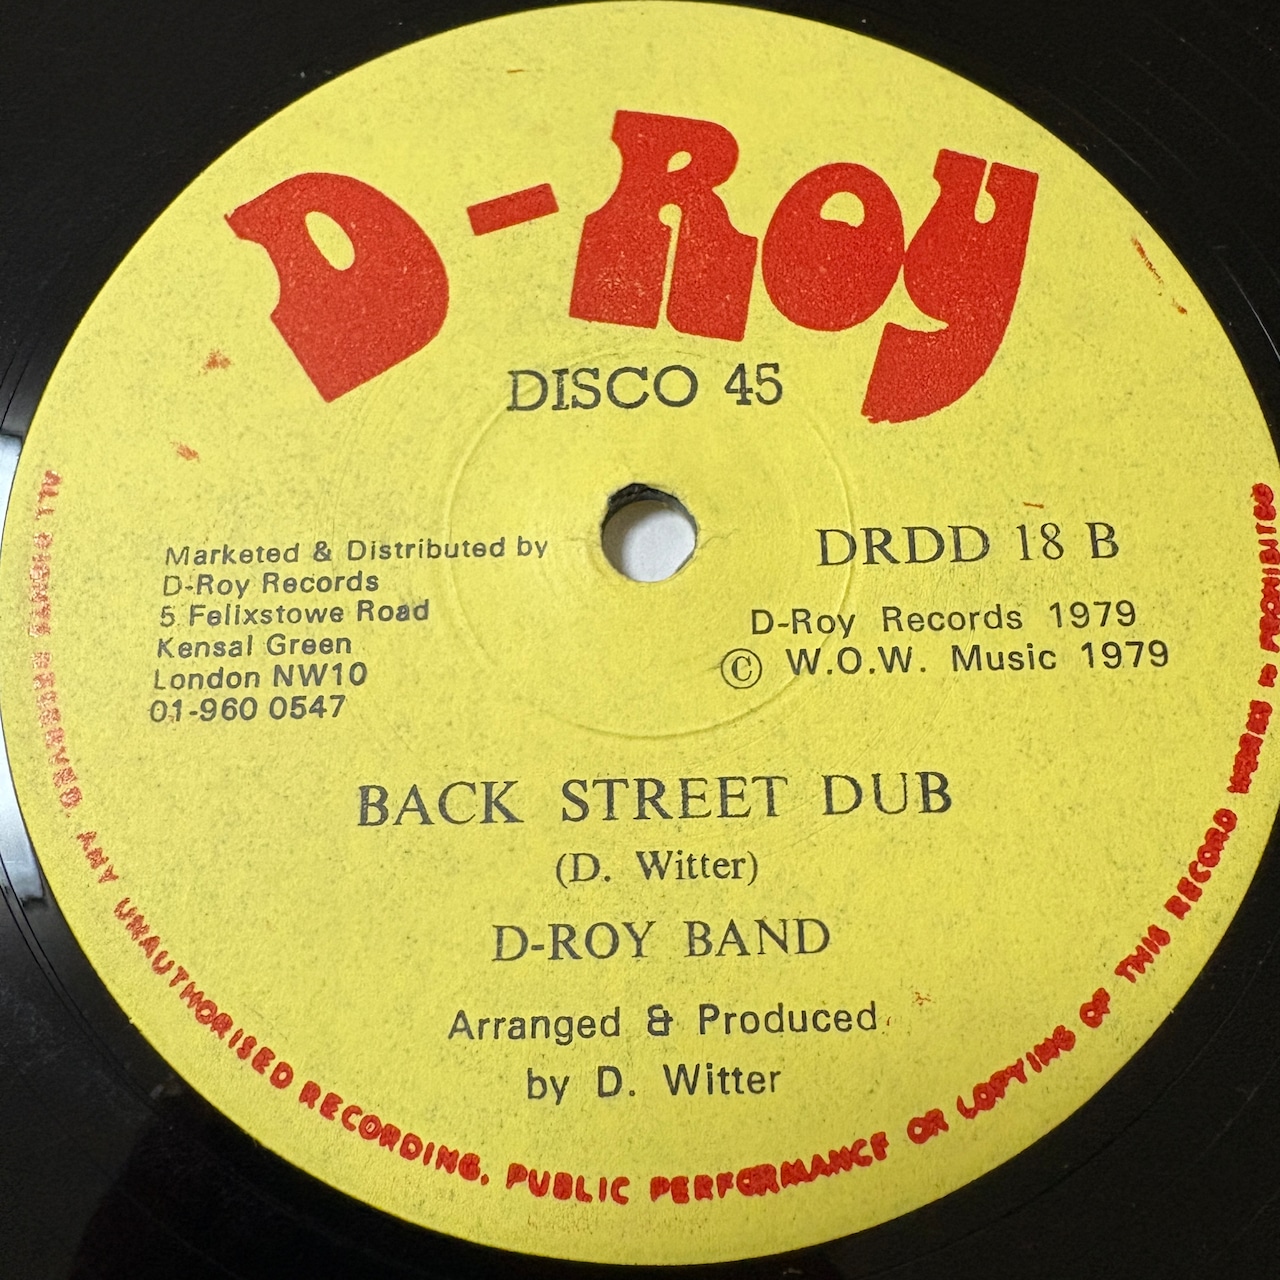 D-Roy
DISCO 45
Marketed & Distributed by
D-Roy Records
5 Felixstowe Road
Kensal Green
London NW10
01-960 0547
DRDD 18 B
D-Roy Records 1979
© W.O.W. Music 1979
BACK STREET DUB
(D. Witter)
D-ROY BAND
Arranged & Produced
by D. Witter
ALL RIGHTS RESERVED. ANY UNAUTHORISED RECORDING, PUBLIC PERFORMANCE OR COPYING OF THIS RECORD IS PROHIBITED